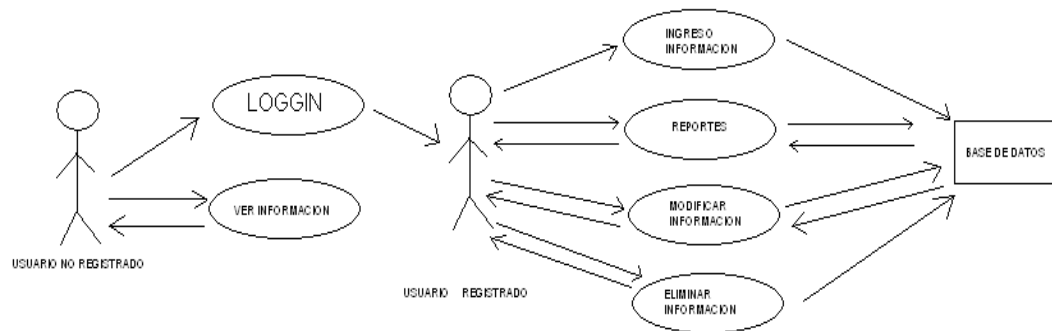 INGRESO
INFORMACION
LOGGIN
REPORTES
BASE DE DATOS
VER INFORMACION
MODIFICAR
INFORMACION
USUARIO NO REGISTRADO
USUARIO REGISTRADO
ELIMINAR
INFORMACION